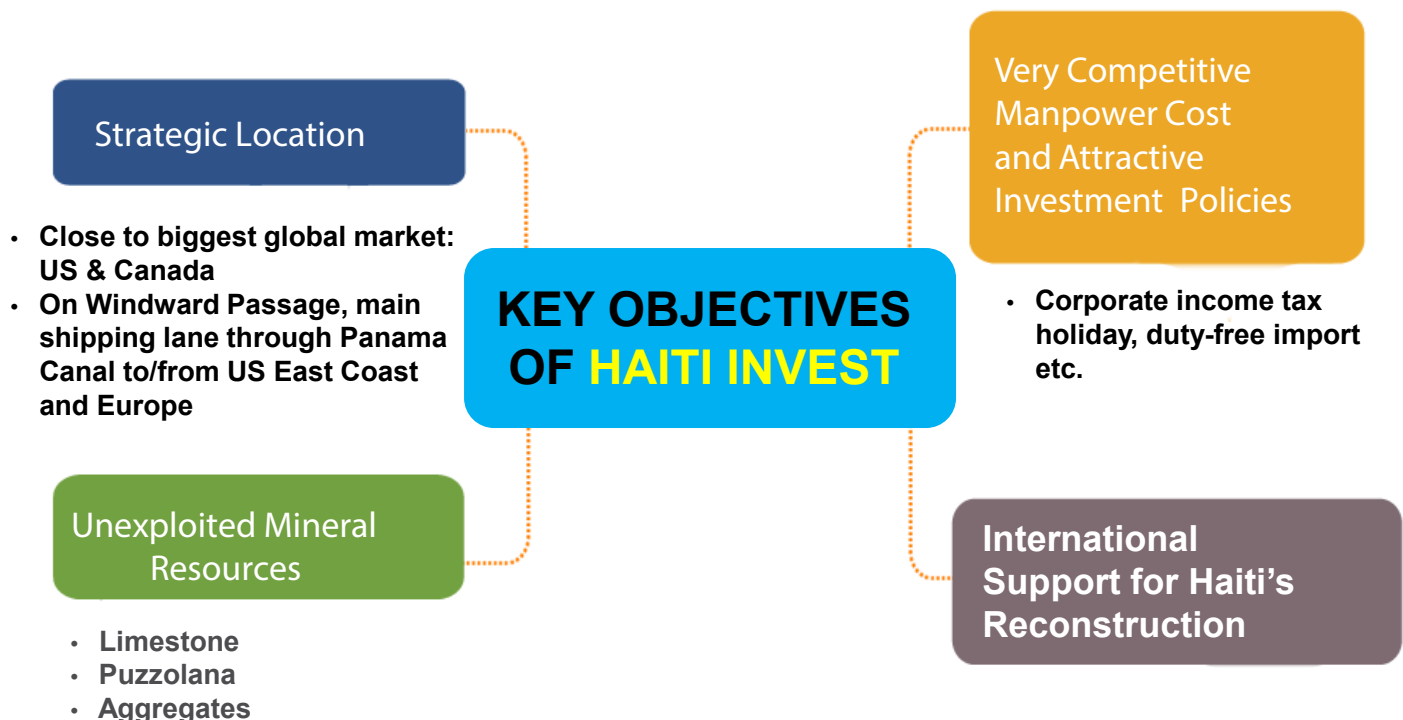 Strategic Location
• Close to biggest global market:
US & Canada
• On Windward Passage, main
shipping lane through Panama
Canal to/from US East Coast
and Europe
Very Competitive
Manpower Cost
and Attractive
Investment Policies
• Corporate income tax
holiday, duty-free import
etc.
KEY OBJECTIVES
OF HAITI INVEST
Unexploited Mineral
Resources
• Limestone
• Puzzolana
• Aggregates
International
Support for Haiti’s
Reconstruction